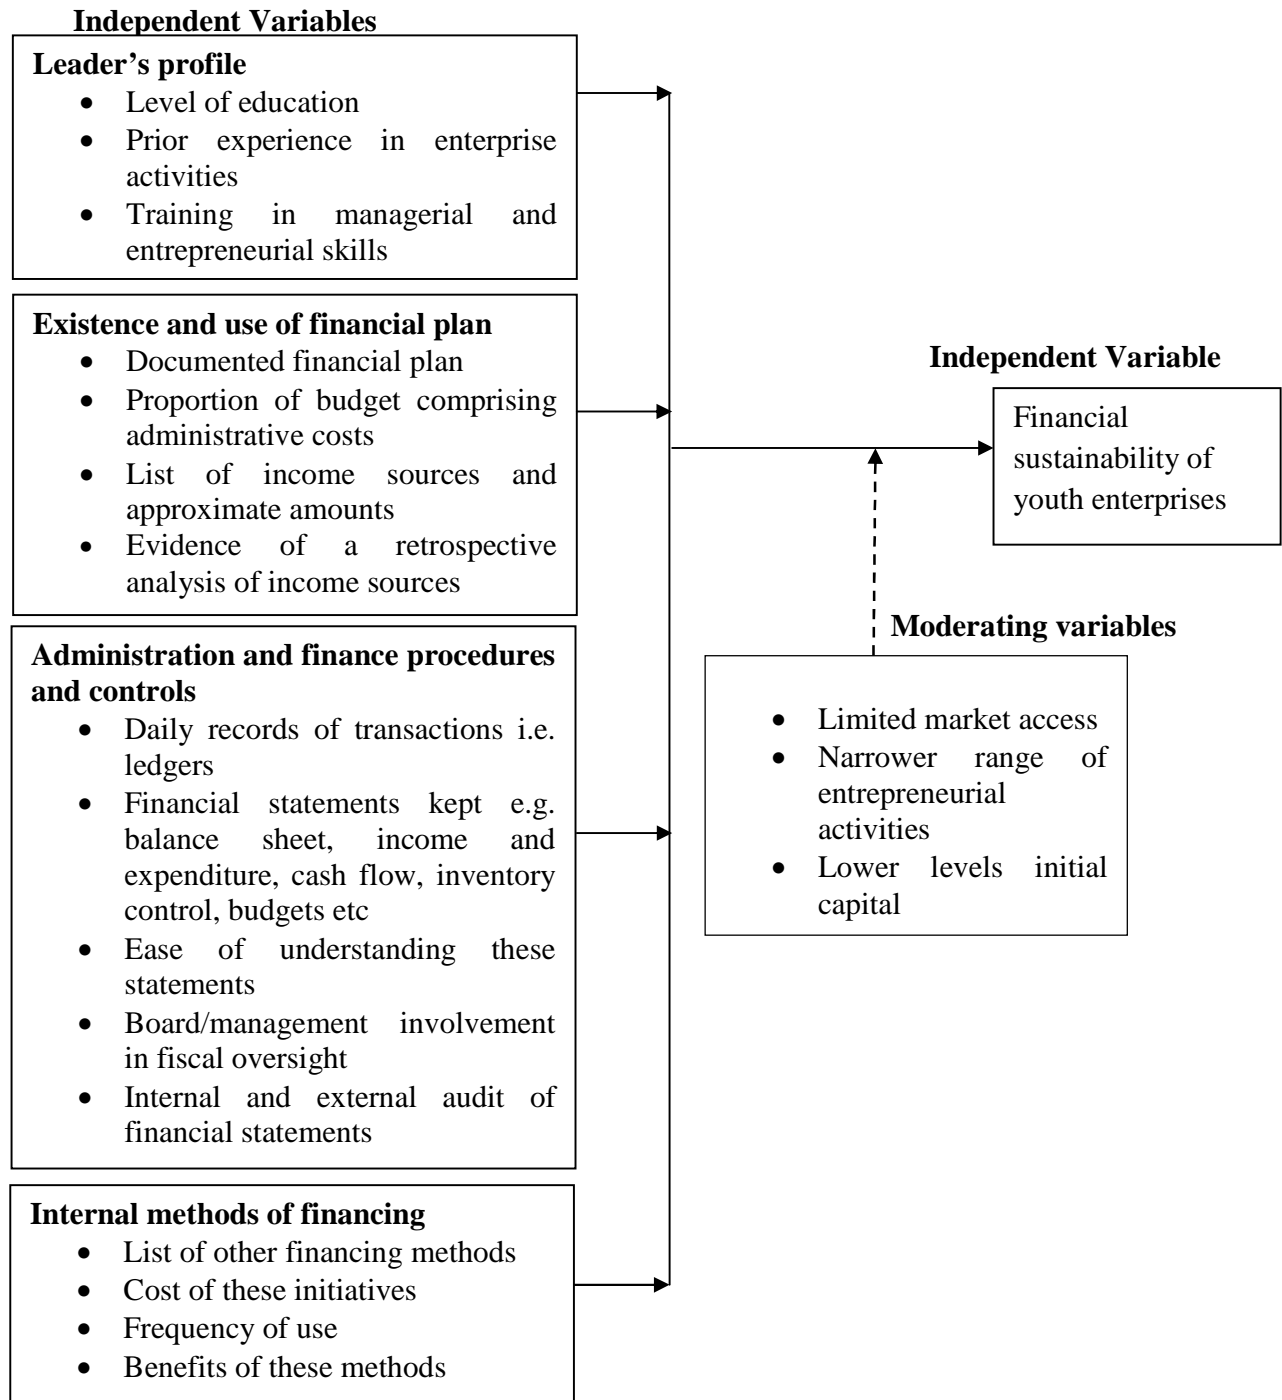 Independent Variables
Leader’s profile
• Level of education
• Prior experience in enterprise
activities
• Training in managerial and
entrepreneurial skills
Existence and use of financial plan
• Documented financial plan
• Proportion of budget comprising
administrative costs
• List of income sources and
approximate amounts
• Evidence of a retrospective
analysis of income sources
Administration and finance procedures
and controls
• Daily records of transactions i.e.
ledgers
• Financial statements kept e.g.
balance sheet, income and
expenditure, cash flow, inventory
control, budgets etc
• Ease of understanding these
statements
• Board/management involvement
in fiscal oversight
• Internal and external audit of
financial statements
Internal methods of financing
• List of other financing methods
• Cost of these initiatives
• Frequency of use
• Benefits of these methods
Independent Variable
Financial
sustainability of
youth enterprises
Moderating variables
• Limited market access
• Narrower range of
entrepreneurial
activities
• Lower levels initial
capital